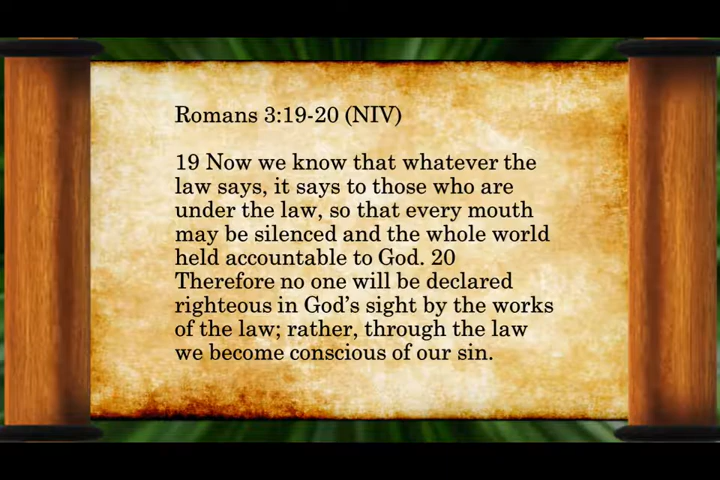 Romans 3:19-20 (NIV)
19 Now we know that whatever the
law says, it says to those who are
under the law, so that every mouth
may be silenced and the whole world
held accountable to God. 20
Therefore no one will be declared
righteous in God’s sight by the works
of the law; rather, through the law
we become conscious of our sin.